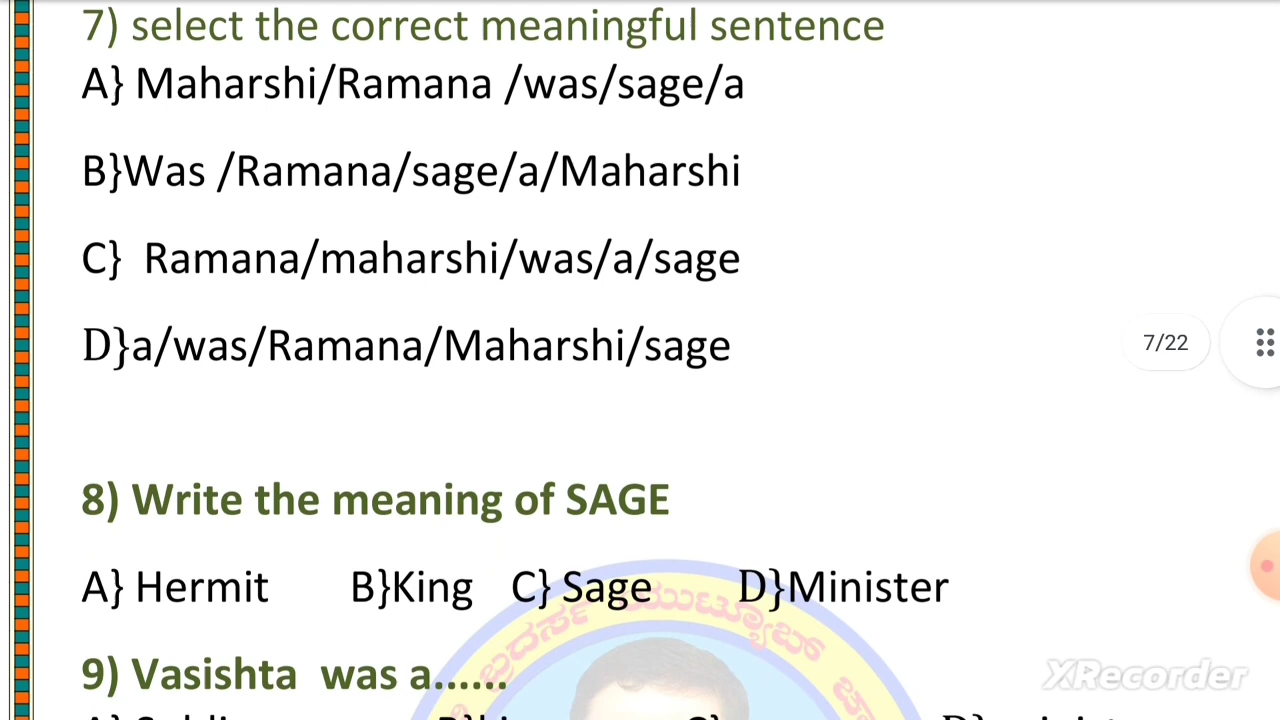 7) select the correct meaningful sentence
A} Maharshi/Ramana /was/sage/a
B}Was /Ramana/sage/a/Maharshi
C} Ramana/maharshi/was/a/sage
D}a/was/Ramana/Maharshi/sage
7/22
8) Write the meaning of SAGE
A} Hermit B}King C} Sage D}Minister
ಬ್ರದರ್ಸ್ ಯುಟ್ಯೂಬ್
9) Vasishta was a......
XRecorder